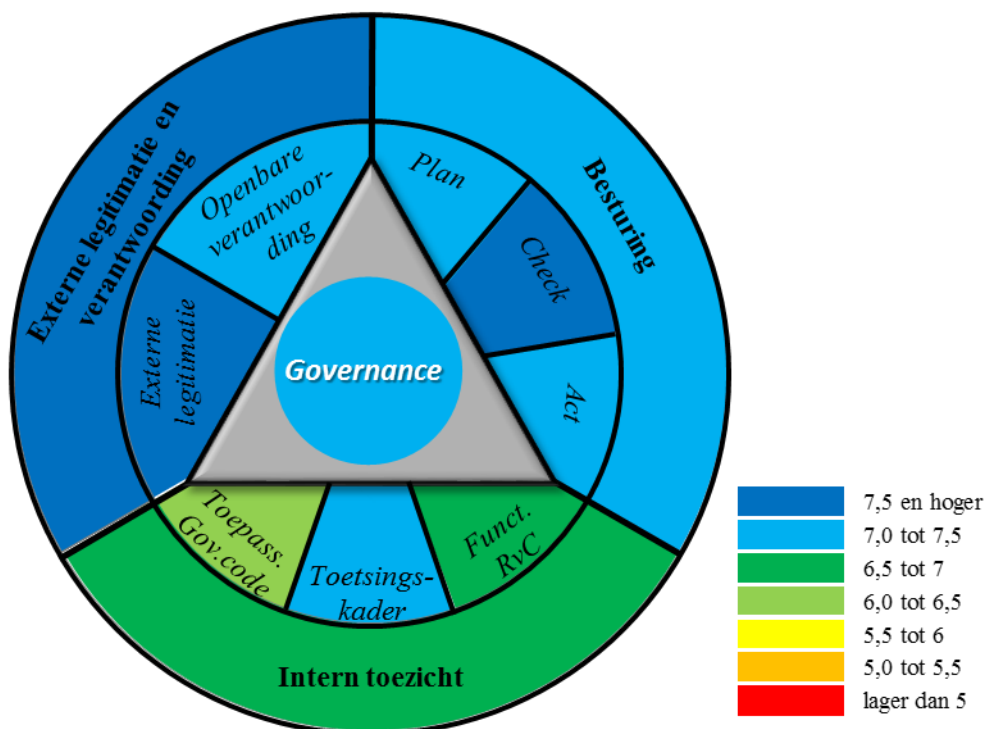 Externe legitimatie en
verantwoording
Besturing
Openbare
verantwoor-
ding
Plan
Check
Act
Externe
legitimatie
Governance
Toepass.
Gov.code
Toetsings-
kader
Funct.
RvC
Intern toezicht
7,5 en hoger
7,0 tot 7,5
6,5 tot 7
6,0 tot 6,5
5,5 tot 6
5,0 tot 5,5
lager dan 5